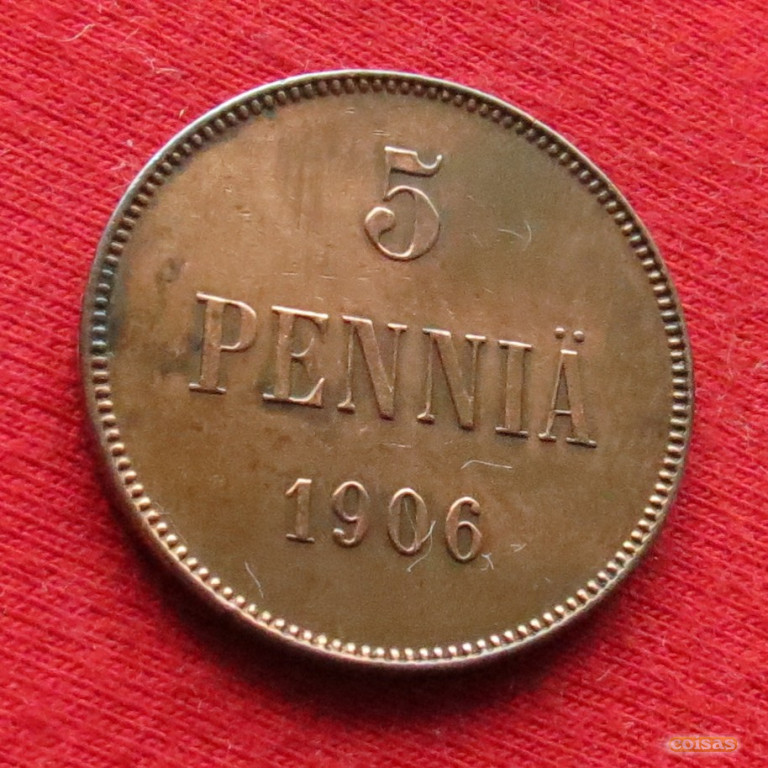 5
PENNIÄ
1906
coisas